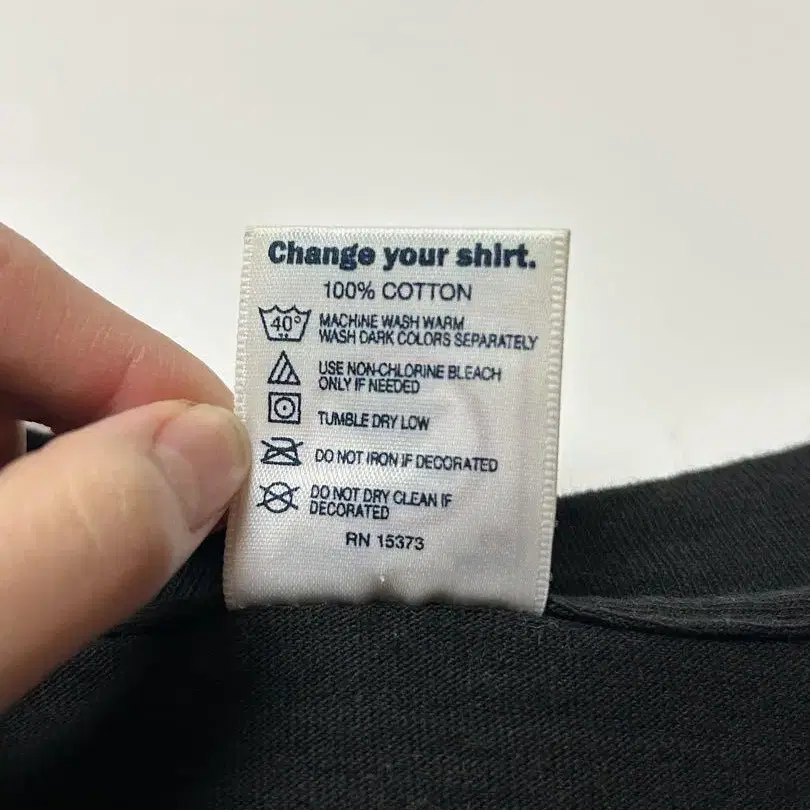 Change your shirt.
100% COTTON
40°
MACHINE WASH WARM
WASH DARK COLORS SEPARATELY
USE NON-CHLORINE BLEACH
ONLY IF NEEDED
TUMBLE DRY LOW
DO NOT IRON IF DECORATED
DO NOT DRY CLEAN IF
DECORATED
RN 15373